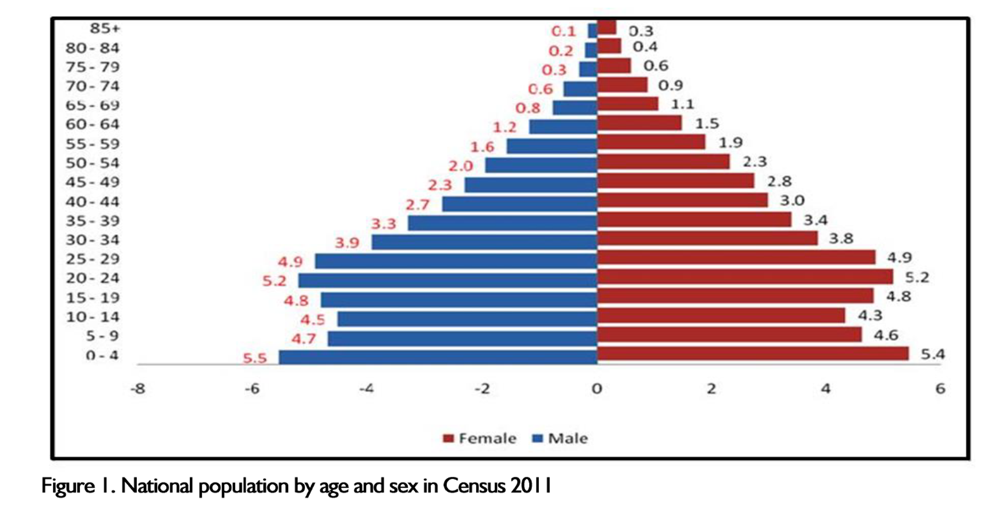 85+ 0.1 0.3
80 - 84 0.2 0.4
75 - 79 0.3 0.6
70 - 74 0.6 0.9
65 - 69 0.8 1.1
60 - 64 1.2 1.5
55 - 59 1.6 1.9
50 - 54 2.0 2.3
45 - 49 2.3 2.8
40 - 44 2.7 3.0
35 - 39 3.3 3.4
30 - 34 3.9 3.8
25 - 29 4.9 4.9
20 - 24 5.2 5.2
15 - 19 4.8 4.8
10 - 14 4.5 4.3
5 - 9 4.7 4.6
0 - 4 5.5 5.4
-8 -6 -4 -2 0 2 4 6
Female Male
Figure 1. National population by age and sex in Census 2011